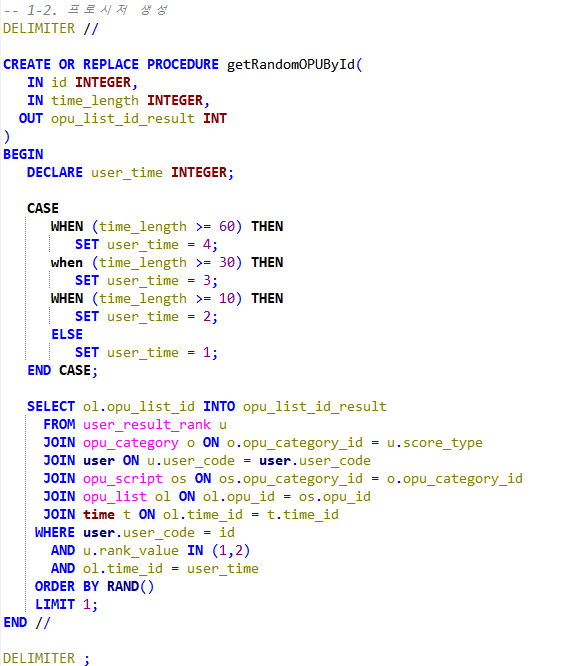 -- 1-2. 프로시저 생성
DELIMITER //
CREATE OR REPLACE PROCEDURE getRandomOPUById(
IN id INTEGER,
IN time_length INTEGER,
OUT opu_list_id_result INT
)
BEGIN
DECLARE user_time INTEGER;
CASE
WHEN (time_length >= 60) THEN
SET user_time = 4;
when (time_length >= 30) THEN
SET user_time = 3;
WHEN (time_length >= 10) THEN
SET user_time = 2;
ELSE
SET user_time = 1;
END CASE;
SELECT ol.opu_list_id INTO opu_list_id_result
FROM user_result_rank u
JOIN opu_category o ON o.opu_category_id = u.score_type
JOIN user ON u.user_code = user.user_code
JOIN opu_script os ON os.opu_category_id = o.opu_category_id
JOIN opu_list ol ON ol.opu_id = os.opu_id
JOIN time t ON ol.time_id = t.time_id
WHERE user.user_code = id
AND u.rank_value IN (1,2)
AND ol.time_id = user_time
ORDER BY RAND()
LIMIT 1;
END //
DELIMITER ;